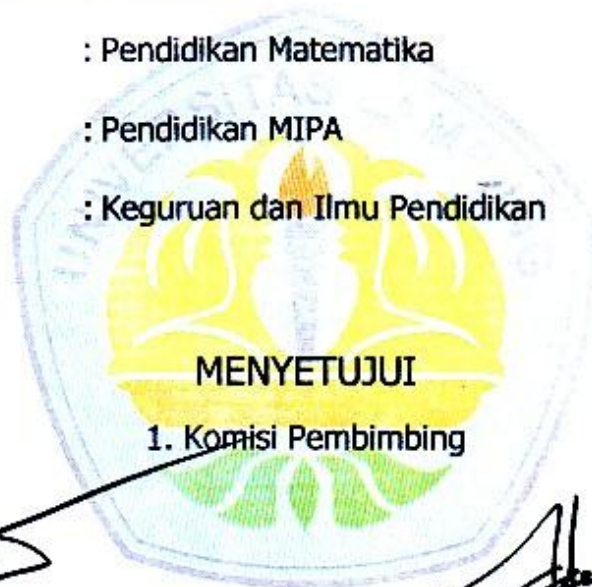 : Pendidikan Matematika
: Pendidikan MIPA
: Keguruan dan Ilmu Pendidikan
MENYETUJUI
1. Komisi Pembimbing